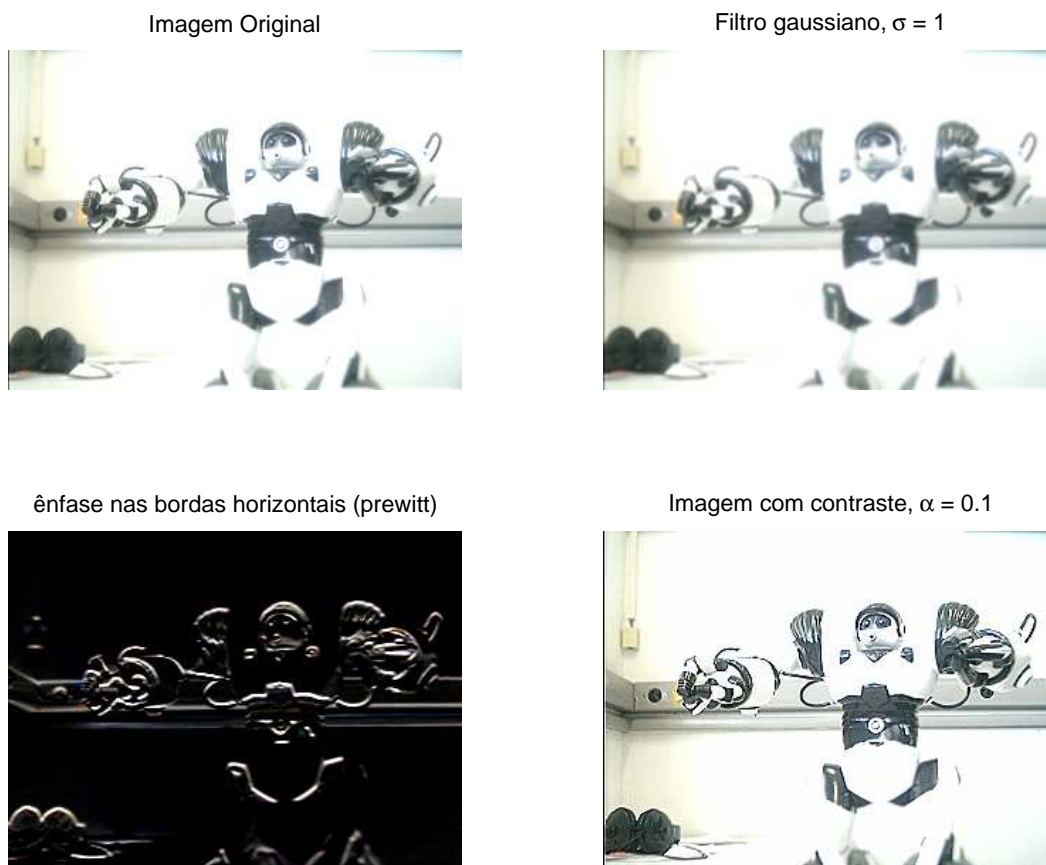 Imagem Original
Filtro gaussiano, σ = 1
ênfase nas bordas horizontais (prewitt)
Imagem com contraste, α = 0.1